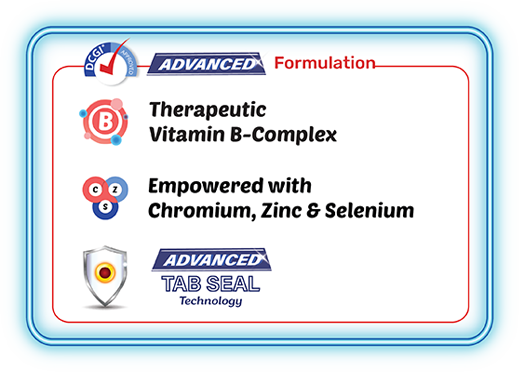 DCGI*
APPROVED
ADVANCED Formulation
B
Therapeutic
Vitamin B-Complex
C Z
S
Empowered with
Chromium, Zinc & Selenium
ADVANCED
TAB SEAL
Technology